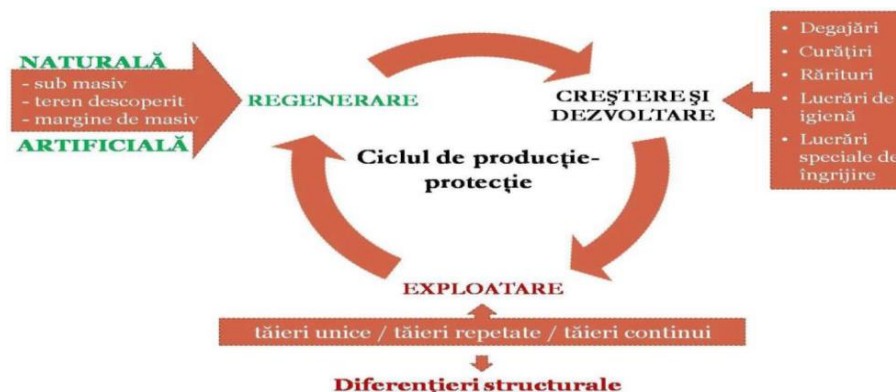 NATURALĂ
- sub masiv
- teren descoperit
- margine de masiv
ARTIFICIALĂ
REGENERARE
CREŞTERE ŞI
DEZVOLTARE
• Degajări
• Curăţiri
• Rărituri
• Lucrări de
igienă
• Lucrări
speciale de
îngrijire
Ciclul de producţie-
protecţie
EXPLOATARE
tăieri unice / tăieri repetate / tăieri continui
Diferenţieri structurale